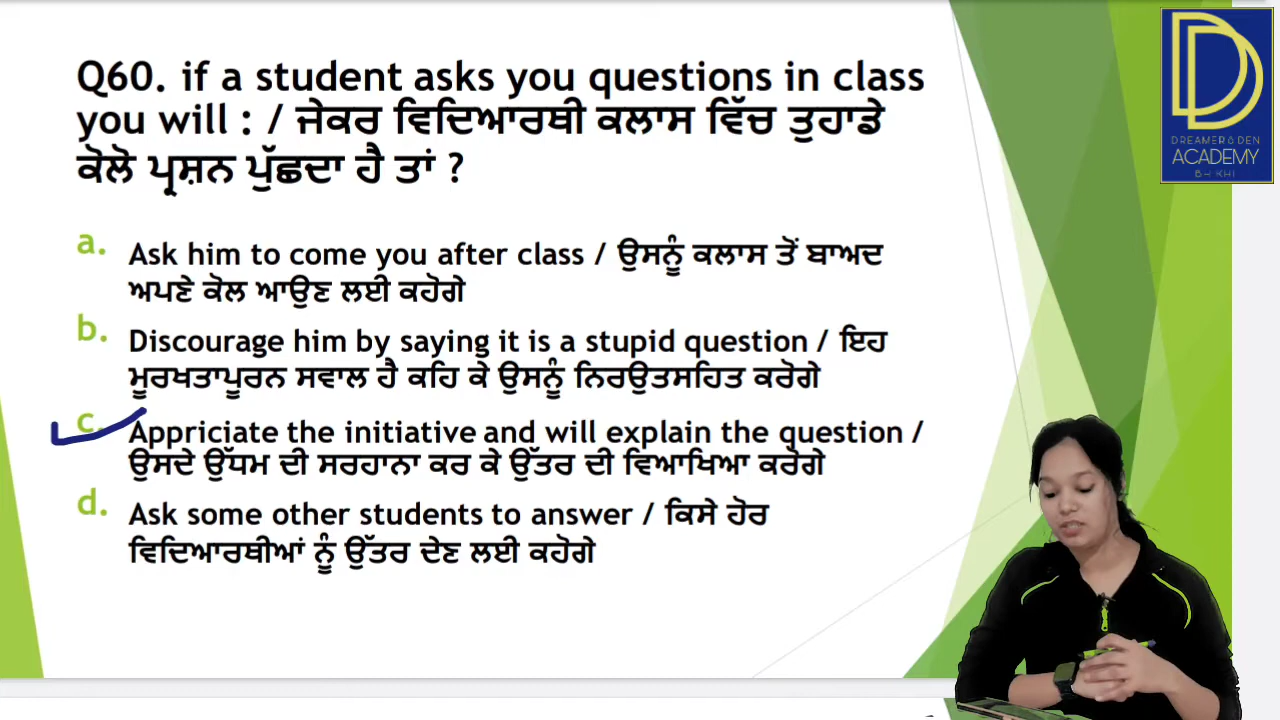 Q60. if a student asks you questions in class
you will : / ਜੇਕਰ ਵਿਦਿਆਰਥੀ ਕਲਾਸ ਵਿੱਚ ਤੁਹਾਡੇ
ਕੋਲੋ ਪ੍ਰਸ਼ਨ ਪੁੱਛਦਾ ਹੈ ਤਾਂ ?
a. Ask him to come you after class / ਉਸਨੂੰ ਕਲਾਸ ਤੋਂ ਬਾਅਦ
ਅਪਣੇ ਕੋਲ ਆਉਣ ਲਈ ਕਹੋਗੇ
b. Discourage him by saying it is a stupid question / ਇਹ
ਮੂਰਖਤਾਪੂਰਨ ਸਵਾਲ ਹੈ ਕਹਿ ਕੇ ਉਸਨੂੰ ਨਿਰਉਤਸਹਿਤ ਕਰੋਗੇ
c. Appriciate the initiative and will explain the question /
ਉਸਦੇ ਉੱਧਮ ਦੀ ਸਰਹਾਨਾ ਕਰ ਕੇ ਉੱਤਰ ਦੀ ਵਿਆਖਿਆ ਕਰੋਗੇ
d. Ask some other students to answer / ਕਿਸੇ ਹੋਰ
ਵਿਦਿਆਰਥੀਆਂ ਨੂੰ ਉੱਤਰ ਦੇਣ ਲਈ ਕਹੋਗੇ
DD
DREAMER'S DEN
ACADEMY